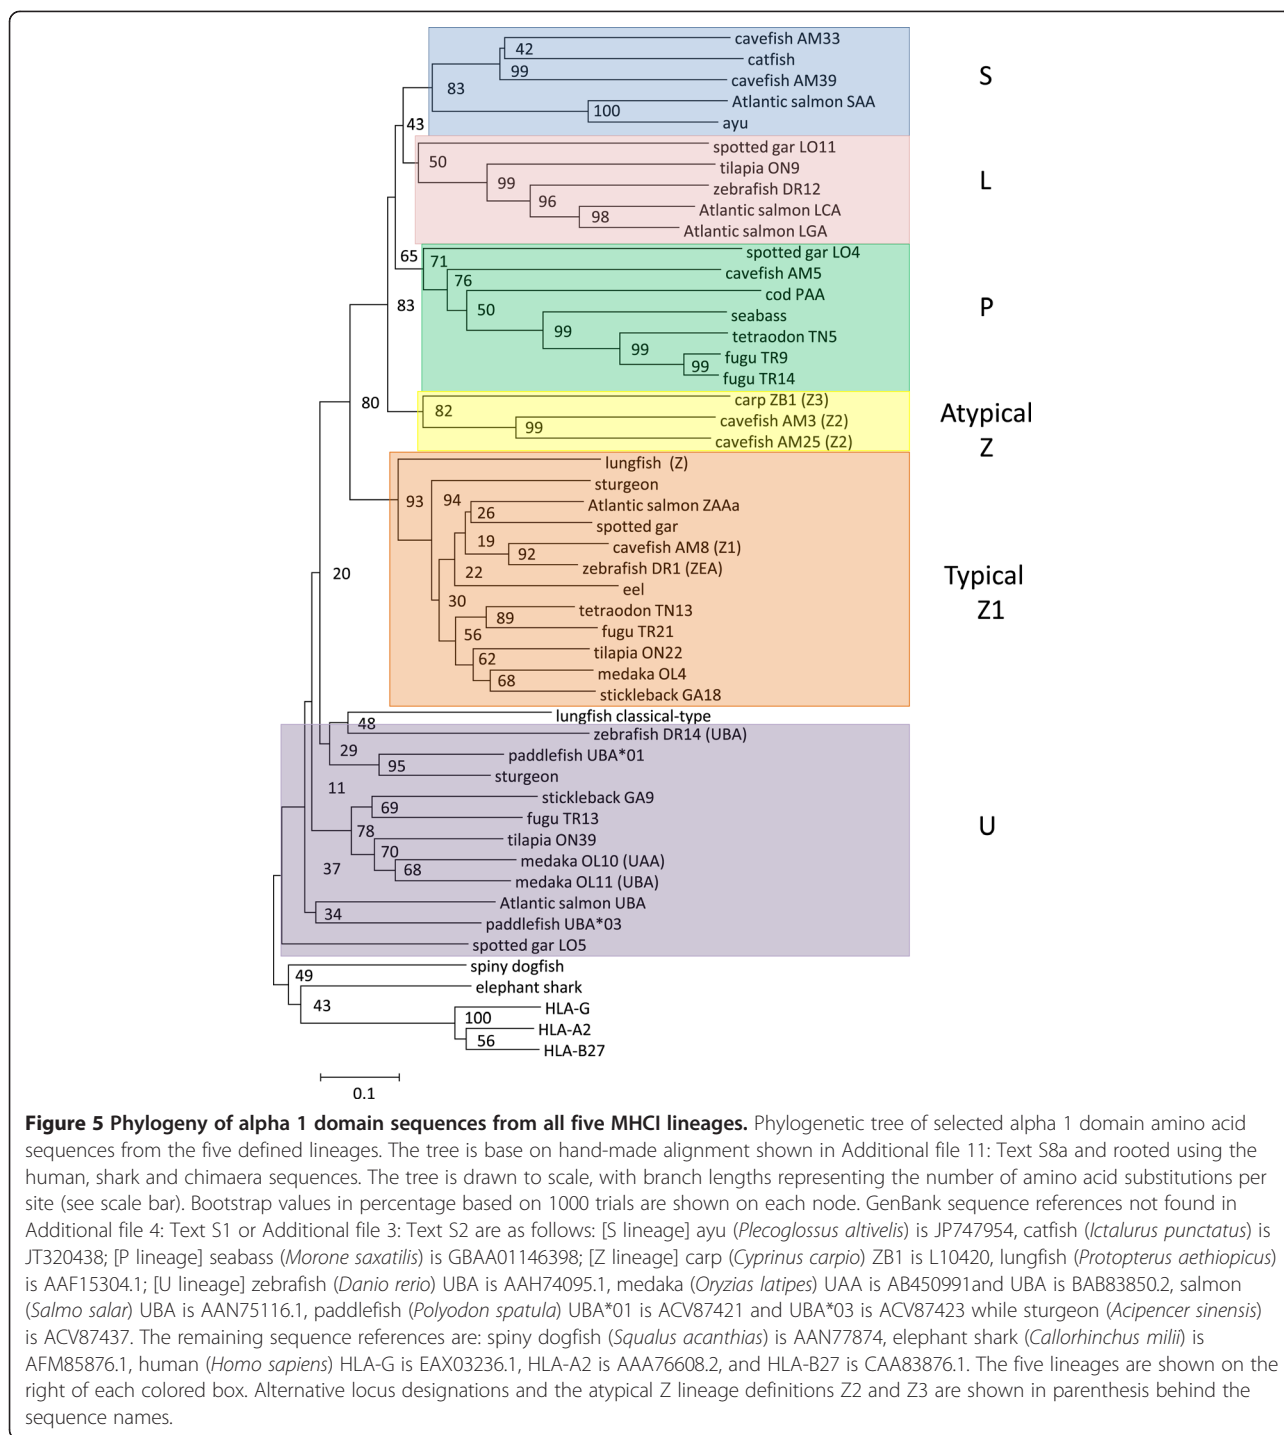 cavefish AM33
42
catfish
99
cavefish AM39
83
Atlantic salmon SAA
100
ayu
S
43
spotted gar LO11
50
tilapia ON9
99
zebrafish DR12
96
Atlantic salmon LCA
98
Atlantic salmon LGA
L
65
spotted gar LO4
71
cavefish AM5
76
cod PAA
50
seabass
99
tetraodon TN5
99
fugu TR9
99
fugu TR14
P
83
carp ZB1 (Z3)
82
cavefish AM3 (Z2)
99
cavefish AM25 (Z2)
Atypical
Z
80
lungfish (Z)
93
sturgeon
94
Atlantic salmon ZAAa
26
spotted gar
19
cavefish AM8 (Z1)
92
zebrafish DR1 (ZEA)
22
eel
30
tetraodon TN13
89
fugu TR21
56
tilapia ON22
62
medaka OL4
68
stickleback GA18
Typical
Z1
20
lungfish classical-type
48
zebrafish DR14 (UBA)
29
paddlefish UBA*01
95
sturgeon
11
stickleback GA9
69
fugu TR13
78
tilapia ON39
70
medaka OL10 (UAA)
68
medaka OL11 (UBA)
37
Atlantic salmon UBA
34
paddlefish UBA*03
spotted gar LO5
U
spiny dogfish
49
elephant shark
43
HLA-G
100
HLA-A2
56
HLA-B27
0.1
Figure 5 Phylogeny of alpha 1 domain sequences from all five MHCI lineages. Phylogenetic tree of selected alpha 1 domain amino acid
sequences from the five defined lineages. The tree is base on hand-made alignment shown in Additional file 11: Text S8a and rooted using the
human, shark and chimaera sequences. The tree is drawn to scale, with branch lengths representing the number of amino acid substitutions per
site (see scale bar). Bootstrap values in percentage based on 1000 trials are shown on each node. GenBank sequence references not found in
Additional file 4: Text S1 or Additional file 3: Text S2 are as follows: [S lineage] ayu (Plecoglossus altivelis) is JP747954, catfish (Ictalurus punctatus) is
JT320438; [P lineage] seabass (Morone saxatilis) is GBAA01146398; [Z lineage] carp (Cyprinus carpio) ZB1 is L10420, lungfish (Protopterus aethiopicus)
is AAF15304.1; [U lineage] zebrafish (Danio rerio) UBA is AAH74095.1, medaka (Oryzias latipes) UAA is AB450991and UBA is BAB83850.2, salmon
(Salmo salar) UBA is AAN75116.1, paddlefish (Polyodon spatula) UBA*01 is ACV87421 and UBA*03 is ACV87423 while sturgeon (Acipencer sinensis)
is ACV87437. The remaining sequence references are: spiny dogfish (Squalus acanthias) is AAN77874, elephant shark (Callorhinchus milii) is
AFM85876.1, human (Homo sapiens) HLA-G is EAX03236.1, HLA-A2 is AAA76608.2, and HLA-B27 is CAA83876.1. The five lineages are shown on the
right of each colored box. Alternative locus designations and the atypical Z lineage definitions Z2 and Z3 are shown in parenthesis behind the
sequence names.